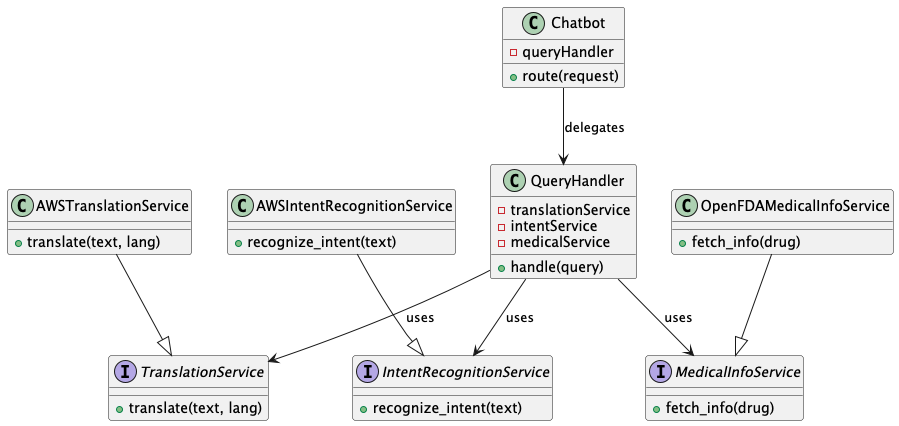 C Chatbot
queryHandler
route(request)
delegates
C AWSTranslationService
translate(text, lang)
C AWSIntentRecognitionService
recognize_intent(text)
C QueryHandler
translationService
intentService
medicalService
handle(query)
C OpenFDAMedicalInfoService
fetch_info(drug)
uses
uses
uses
I TranslationService
translate(text, lang)
I IntentRecognitionService
recognize_intent(text)
I MedicalInfoService
fetch_info(drug)